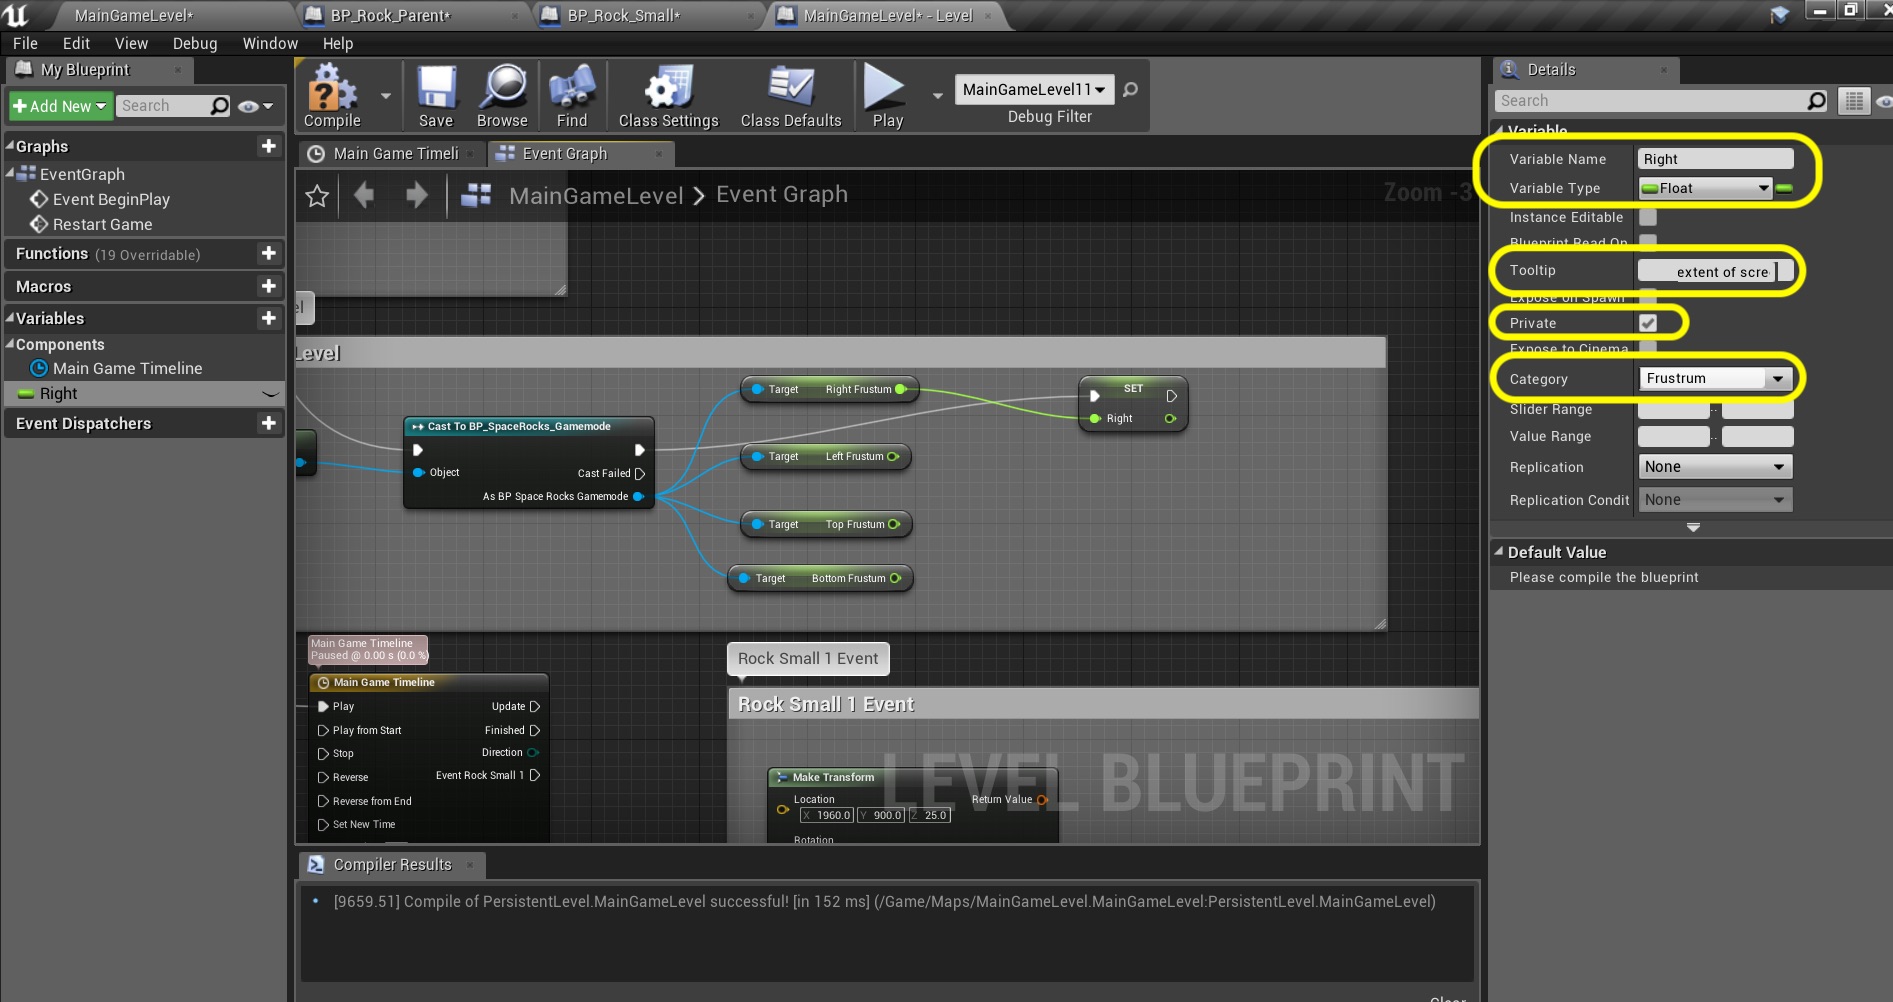 MainGameLevel*
BP_Rock_Parent*
BP_Rock_Small*
MainGameLevel* - Level
File Edit View Debug Window Help
My Blueprint
Add New
Search
Graphs
EventGraph
Event BeginPlay
Restart Game
Functions (19 Overridable)
Macros
Variables
Components
Main Game Timeline
Right
Event Dispatchers
Compile
Save
Browse
Find
Class Settings
Class Defaults
Play
MainGameLevel11
Debug Filter
Main Game Timeli
Event Graph
MainGameLevel > Event Graph
Zoom -3
el
Level
Cast To BP_SpaceRocks_Gamemode
Object
Cast Failed
As BP Space Rocks Gamemode
Target Right Frustum
Target Left Frustum
Target Top Frustum
Target Bottom Frustum
SET
Right
Main Game Timeline
Paused @ 0.00 s (0.0 %)
Main Game Timeline
Play Update
Play from Start Finished
Stop Direction
Reverse Event Rock Small 1
Reverse from End
Set New Time
Rock Small 1 Event
Rock Small 1 Event
LEVEL BLUEPRINT
Make Transform
Location Return Value
X 1960.0 Y 900.0 Z 25.0
Rotation
Compiler Results
[9659.51] Compile of PersistentLevel.MainGameLevel successful! [in 152 ms] (/Game/Maps/MainGameLevel.MainGameLevel:PersistentLevel.MainGameLevel)
Clear
Details
Search
Variable
Variable Name Right
Variable Type Float
Instance Editable
Blueprint Read On
Tooltip extent of scre
Expose on Spawn
Private
Expose to Cinema
Category Frustrum
Slider Range ..
Value Range ..
Replication None
Replication Condit None
Default Value
Please compile the blueprint